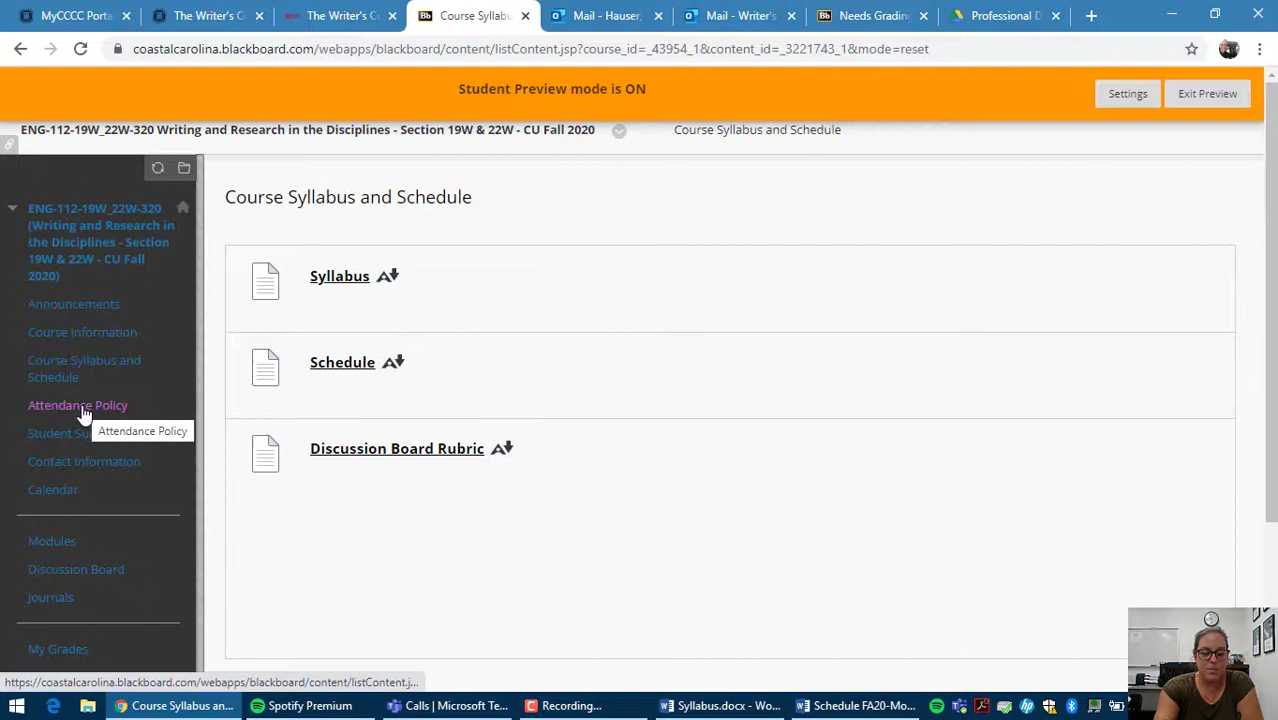 MyCCCC Porta
The Writer's C
The Writer's C
Course Syllabu
Mail - Hauser,
Mail - Writer's
Needs Grading
Professional D
coastalcarolina.blackboard.com/webapps/blackboard/content/listContent.jsp?course_id=_43954_1&content_id=_3221743_1&mode=reset
Student Preview mode is ON
Settings
Exit Preview
ENG-112-19W_22W-320 Writing and Research in the Disciplines - Section 19W & 22W - CU Fall 2020
Course Syllabus and Schedule
ENG-112-19W_22W-320
(Writing and Research in
the Disciplines - Section
19W & 22W - CU Fall
2020)
Announcements
Course Information
Course Syllabus and
Schedule
Attendance Policy
Attendance Policy
Student Su
Contact Information
Calendar
Modules
Discussion Board
Journals
My Grades
Course Syllabus and Schedule
Syllabus
Schedule
Discussion Board Rubric
https://coastalcarolina.blackboard.com/webapps/blackboard/content/listContent.j...
Course Syllabus an...
Spotify Premium
Calls | Microsoft Te...
Recording...
Syllabus.docx - Wo...
Schedule FA20-Mo...